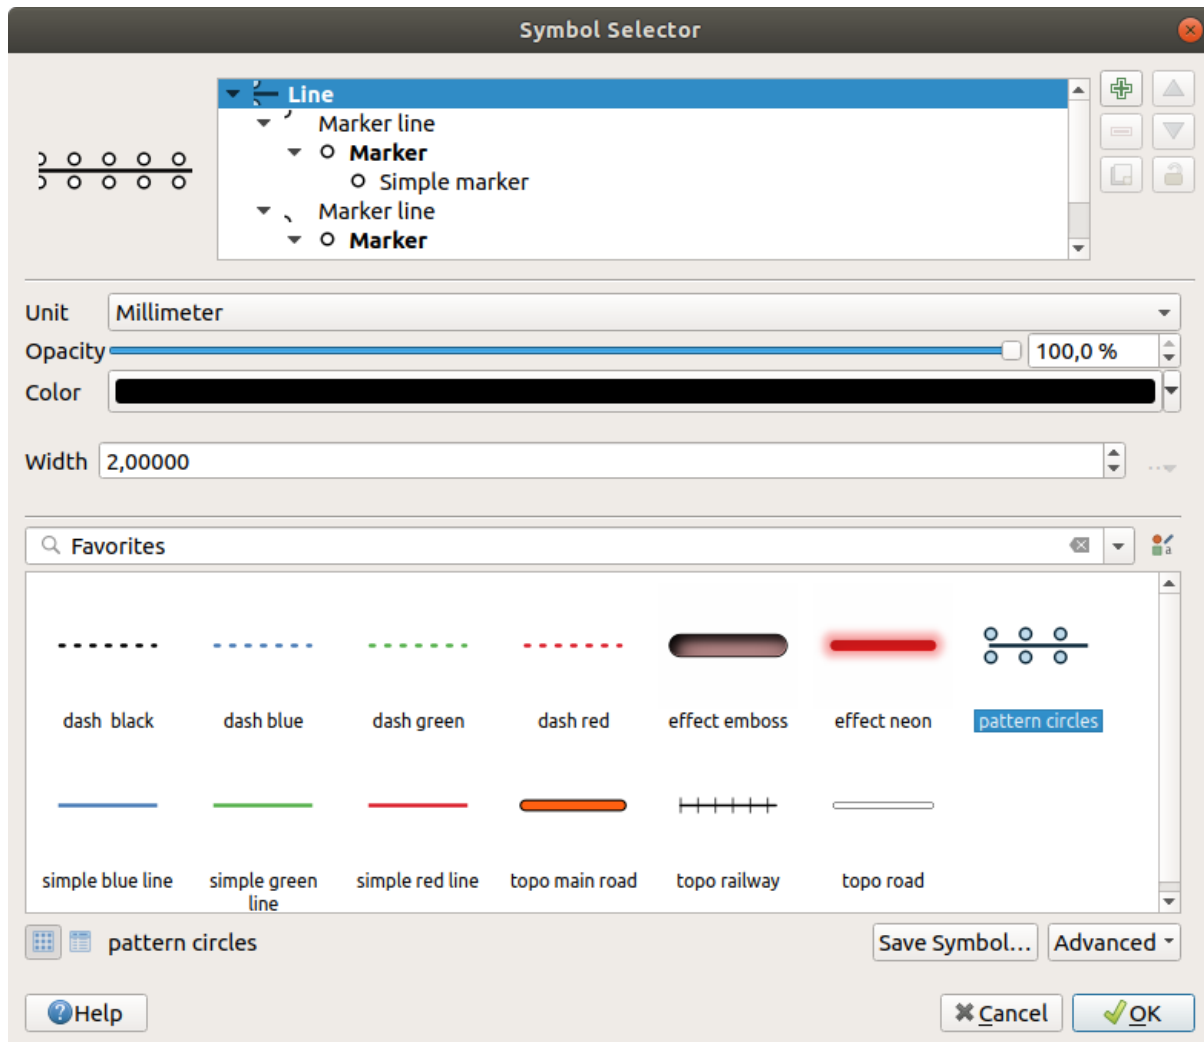 Symbol Selector
Line
Marker line
Marker
Simple marker
Marker line
Marker
Unit Millimeter
Opacity 100,0 %
Color
Width 2,00000
Favorites
dash black dash blue dash green dash red effect emboss effect neon pattern circles
simple blue line simple green simple red line topo main road topo railway topo road
line
pattern circles Save Symbol... Advanced
Help Cancel OK